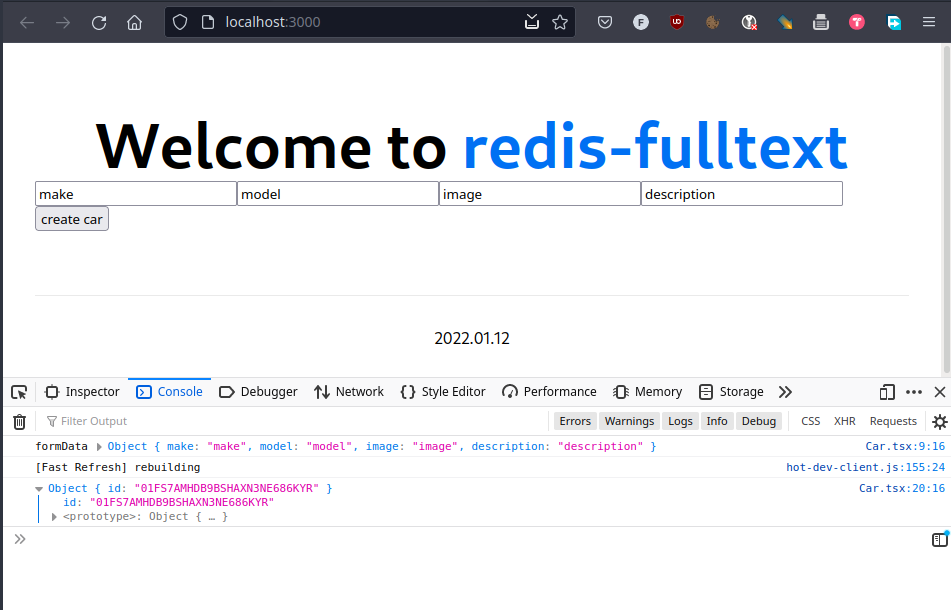 localhost:3000
Welcome to redis-fulltext
make model image description
create car
2022.01.12
Inspector Console Debugger Network Style Editor Performance Memory Storage
Filter Output Errors Warnings Logs Info Debug CSS XHR Requests
formData Object { make: "make", model: "model", image: "image", description: "description" } Car.tsx:9:16
[Fast Refresh] rebuilding hot-dev-client.js:155:24
Object { id: "01FS7AMHDB9BSHAXN3NE686KYR" } Car.tsx:20:16
id: "01FS7AMHDB9BSHAXN3NE686KYR"
<prototype>: Object { … }